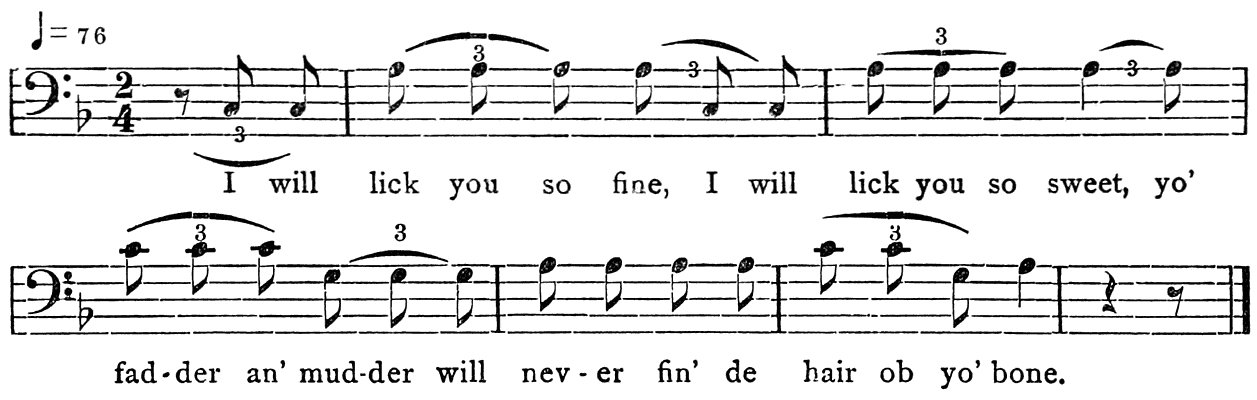 ♩= 76
2
4
3 3 3 3 3
I will lick you so fine, I will lick you so sweet, yo'
3 3 3
fad-der an' mud-der will nev-er fin' de hair ob yo' bone.